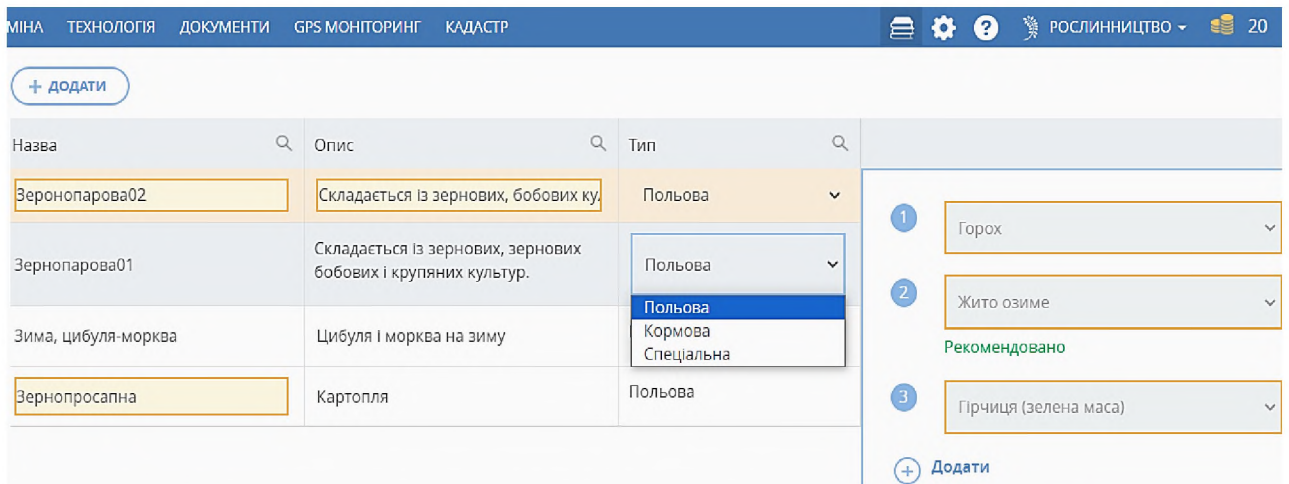 МІНА ТЕХНОЛОГІЯ ДОКУМЕНТИ GPS МОНІТОРИНГ КАДАСТР РОСЛИННИЦТВО 20
+ ДОДАТИ
Назва Опис Тип
Зеронопарова02 Складається із зернових, бобових ку Польова
Зернопарова01 Складається із зернових, зернових бобових і крупяних культур. Польова
Польова
Кормова
Спеціальна
Зима, цибуля-морква Цибуля і морква на зиму
Зернопросапна Картопля Польова
1 Горох
2 Жито озиме
Рекомендовано
3 Гірчиця (зелена маса)
+ Додати